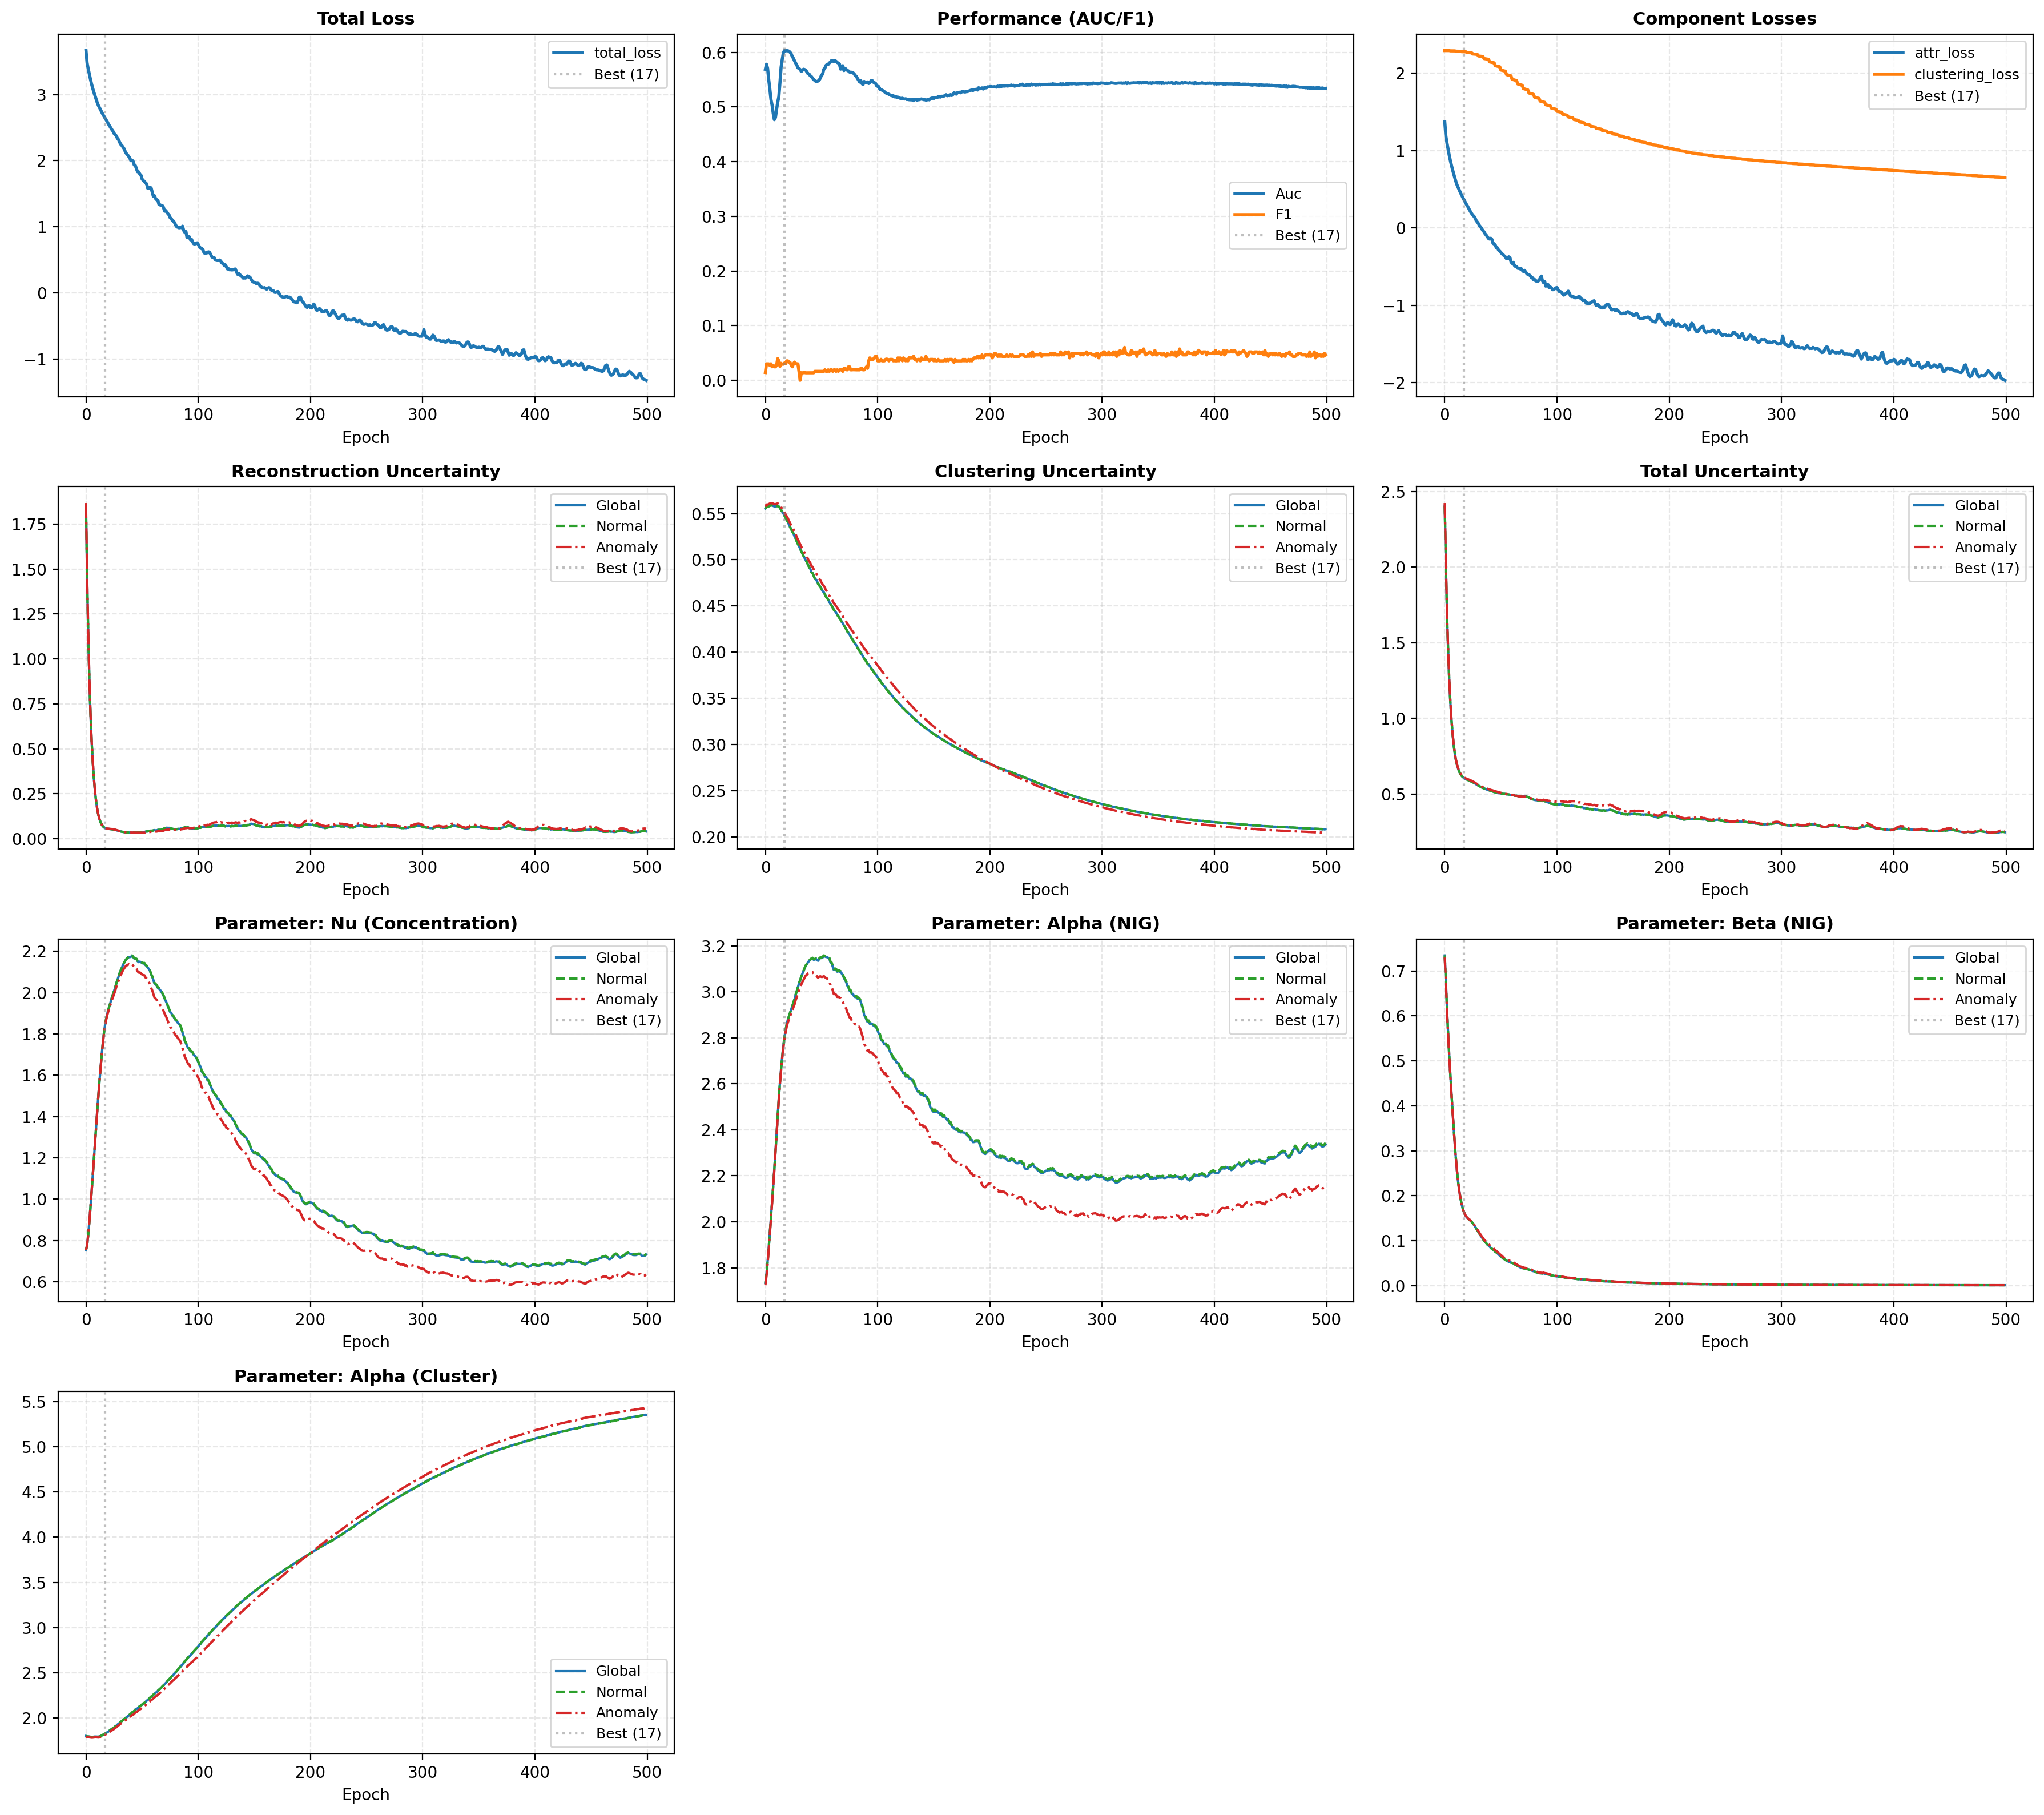 Total Loss
3
2
1
0
−1
0 100 200 300 400 500
Epoch
total_loss
Best (17)
Performance (AUC/F1)
0.6
0.5
0.4
0.3
0.2
0.1
0.0
0 100 200 300 400 500
Epoch
Auc
F1
Best (17)
Component Losses
2
1
0
−1
−2
0 100 200 300 400 500
Epoch
attr_loss
clustering_loss
Best (17)
Reconstruction Uncertainty
1.75
1.50
1.25
1.00
0.75
0.50
0.25
0.00
0 100 200 300 400 500
Epoch
Global
Normal
Anomaly
Best (17)
Clustering Uncertainty
0.55
0.50
0.45
0.40
0.35
0.30
0.25
0.20
0 100 200 300 400 500
Epoch
Global
Normal
Anomaly
Best (17)
Total Uncertainty
2.5
2.0
1.5
1.0
0.5
0 100 200 300 400 500
Epoch
Global
Normal
Anomaly
Best (17)
Parameter: Nu (Concentration)
2.2
2.0
1.8
1.6
1.4
1.2
1.0
0.8
0.6
0 100 200 300 400 500
Epoch
Global
Normal
Anomaly
Best (17)
Parameter: Alpha (NIG)
3.2
3.0
2.8
2.6
2.4
2.2
2.0
1.8
0 100 200 300 400 500
Epoch
Global
Normal
Anomaly
Best (17)
Parameter: Beta (NIG)
0.7
0.6
0.5
0.4
0.3
0.2
0.1
0.0
0 100 200 300 400 500
Epoch
Global
Normal
Anomaly
Best (17)
Parameter: Alpha (Cluster)
5.5
5.0
4.5
4.0
3.5
3.0
2.5
2.0
0 100 200 300 400 500
Epoch
Global
Normal
Anomaly
Best (17)